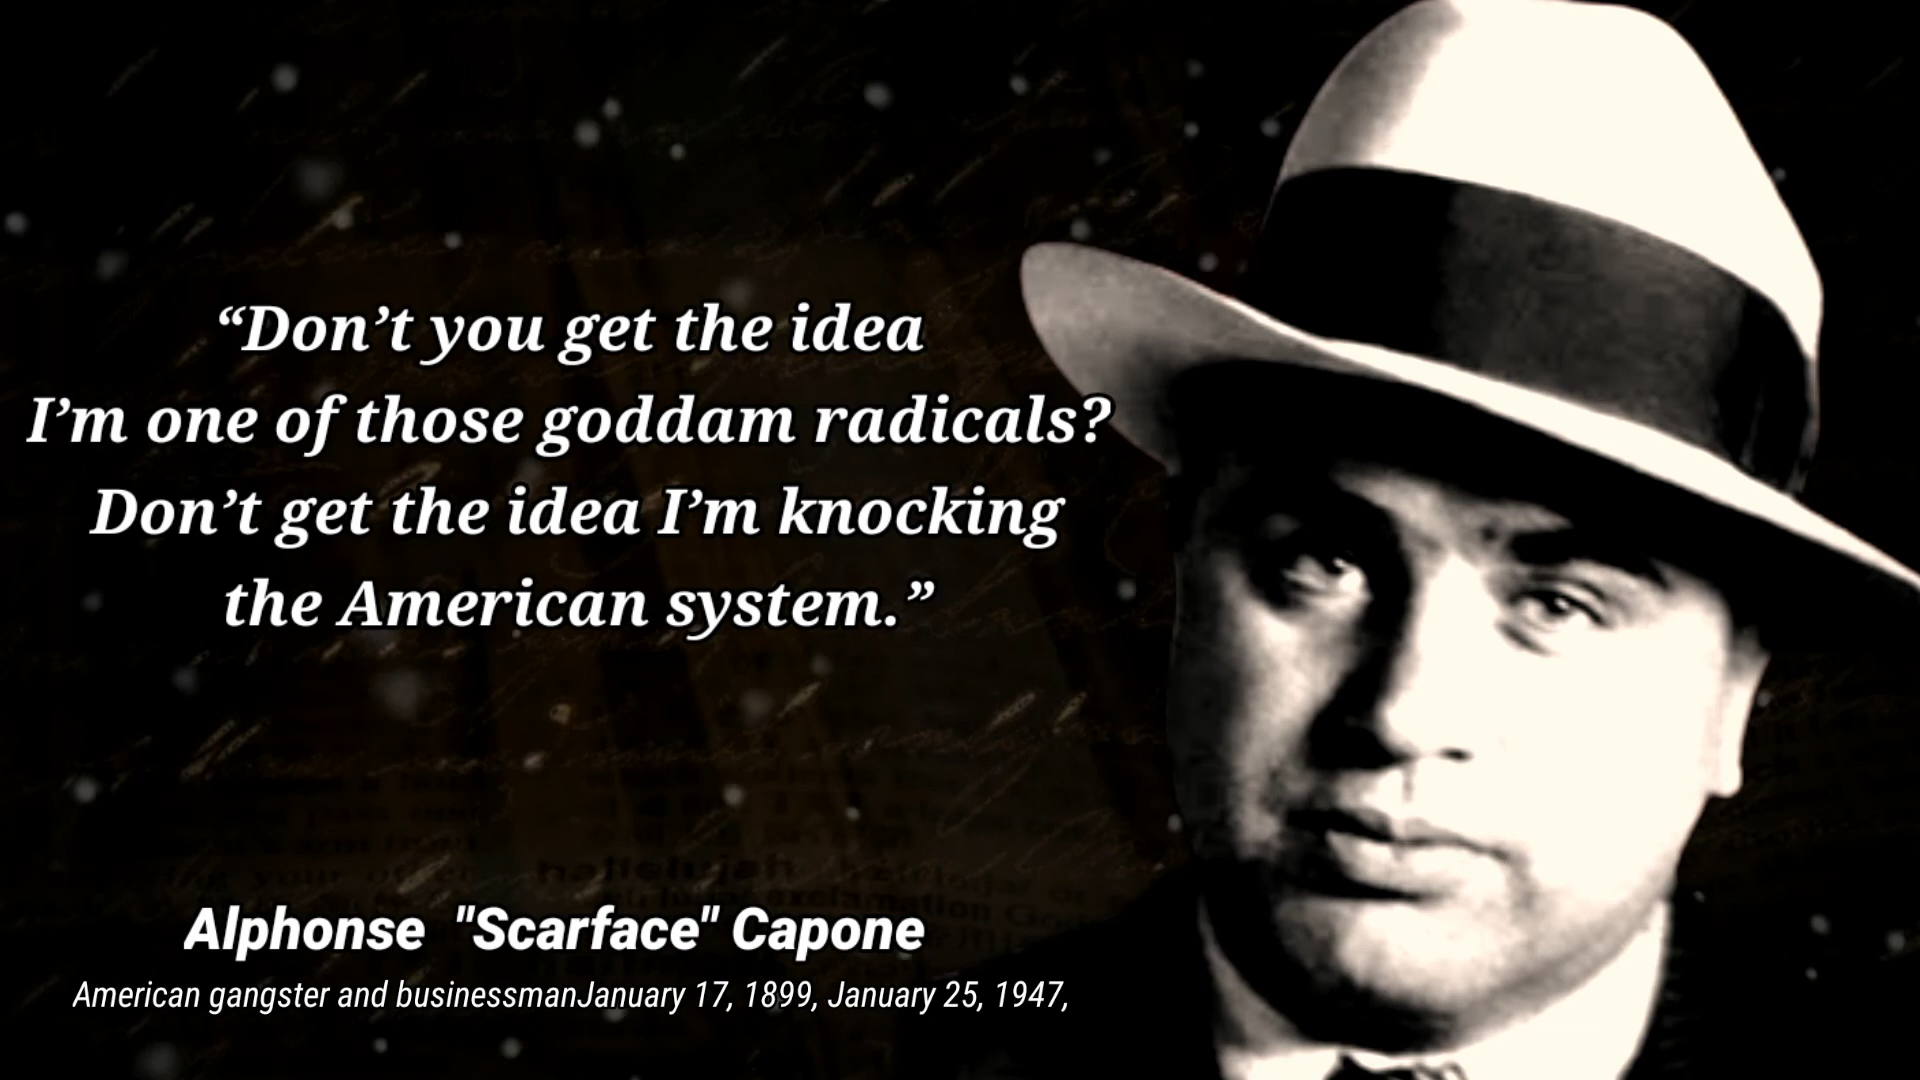 “Don’t you get the idea
I’m one of those goddam radicals?
Don’t get the idea I’m knocking
the American system.”
hallelujah
Alphonse "Scarface" Capone
American gangster and businessmanJanuary 17, 1899, January 25, 1947,